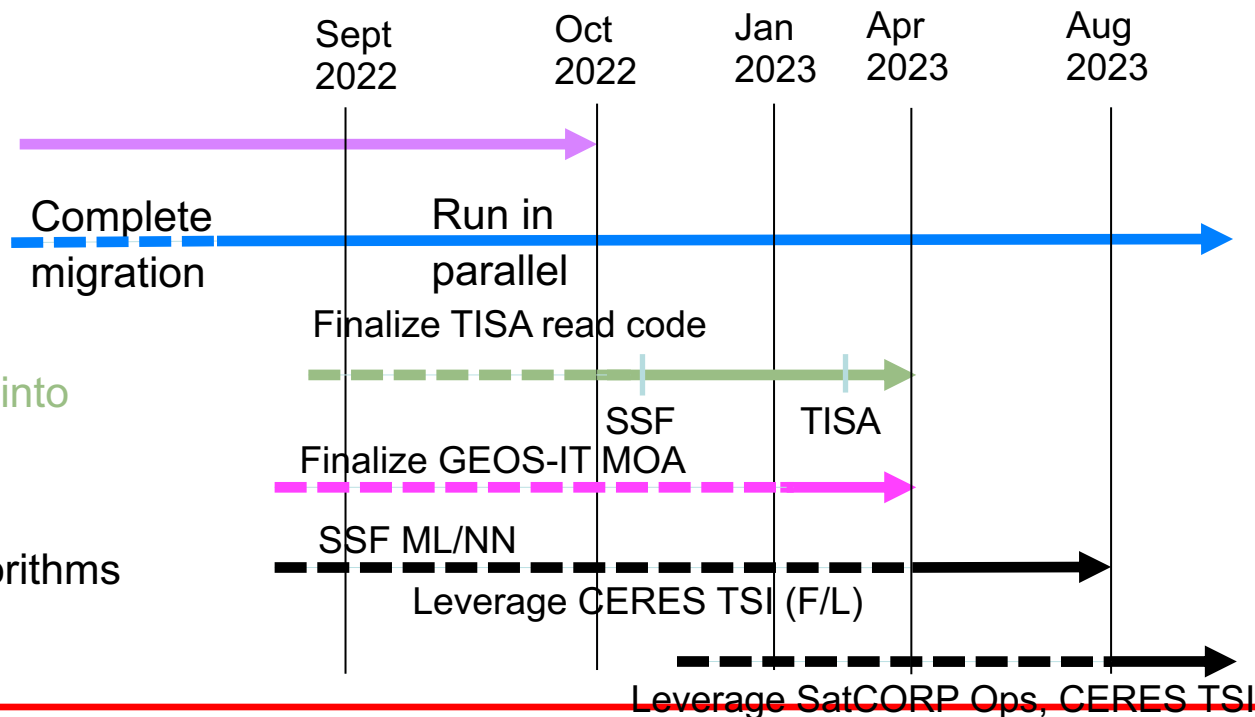 Sept
2022
Oct
2022
Jan
2023
Apr
2023
Aug
2023
Complete
migration
Run in
parallel
Finalize TISA read code
into
SSF
TISA
Finalize GEOS-IT MOA
SSF ML/NN
orithms
Leverage CERES TSI (F/L)
Leverage SatCORP Ops, CERES TSI